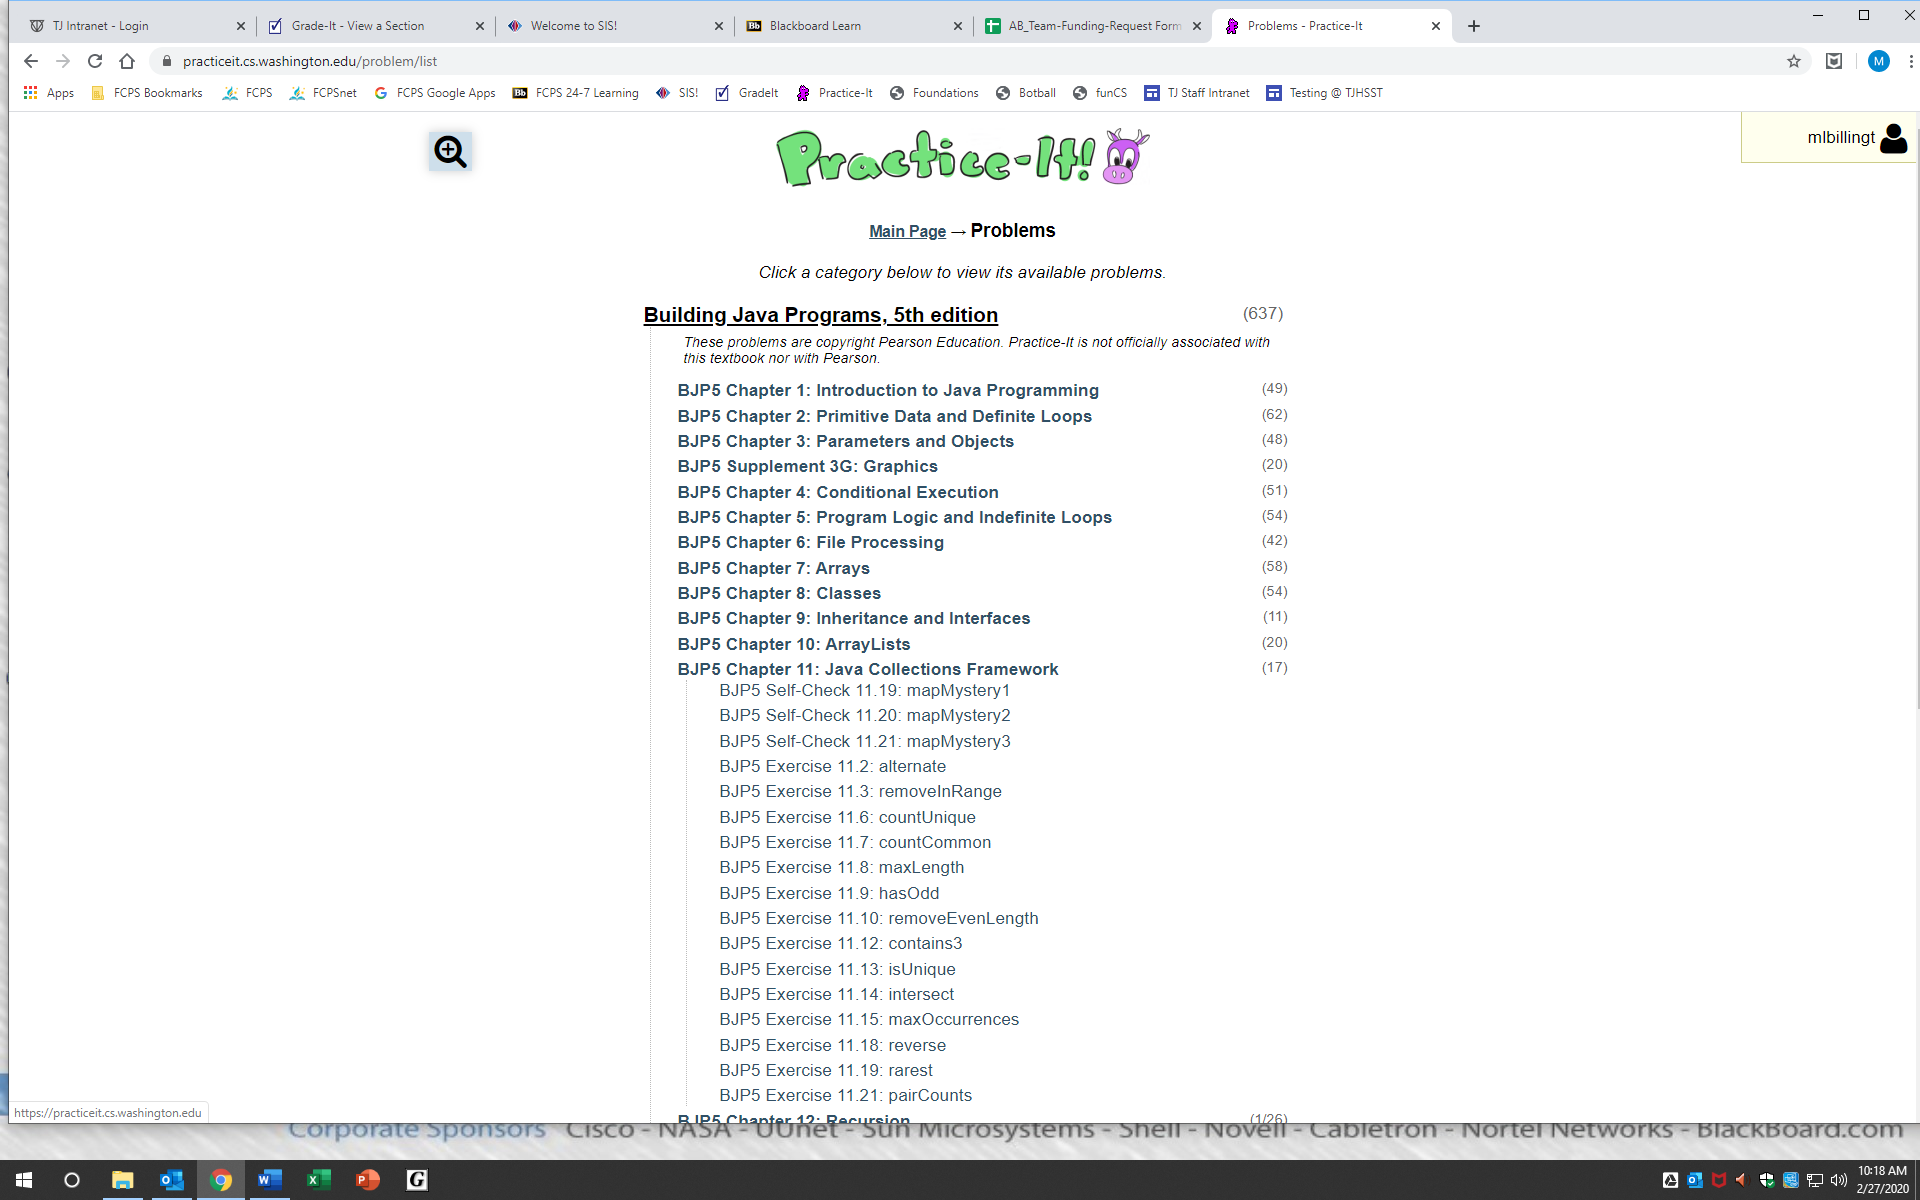 TJ Intranet - Login
Grade-It - View a Section
Welcome to SIS!
Bb Blackboard Learn
AB_Team-Funding-Request Form
Problems - Practice-It
practiceit.cs.washington.edu/problem/list
M
Apps
FCPS Bookmarks
FCPS
FCPSnet
FCPS Google Apps
Bb FCPS 24-7 Learning
SIS!
GradeIt
Practice-It
Foundations
Botball
funCS
TJ Staff Intranet
Testing @ TJHSST
Practice-It!
mlbillingt
Main Page → Problems
Click a category below to view its available problems.
Building Java Programs, 5th edition (637)
These problems are copyright Pearson Education. Practice-It is not officially associated with
this textbook nor with Pearson.
BJP5 Chapter 1: Introduction to Java Programming (49)
BJP5 Chapter 2: Primitive Data and Definite Loops (62)
BJP5 Chapter 3: Parameters and Objects (48)
BJP5 Supplement 3G: Graphics (20)
BJP5 Chapter 4: Conditional Execution (51)
BJP5 Chapter 5: Program Logic and Indefinite Loops (54)
BJP5 Chapter 6: File Processing (42)
BJP5 Chapter 7: Arrays (58)
BJP5 Chapter 8: Classes (54)
BJP5 Chapter 9: Inheritance and Interfaces (11)
BJP5 Chapter 10: ArrayLists (20)
BJP5 Chapter 11: Java Collections Framework (17)
BJP5 Self-Check 11.19: mapMystery1
BJP5 Self-Check 11.20: mapMystery2
BJP5 Self-Check 11.21: mapMystery3
BJP5 Exercise 11.2: alternate
BJP5 Exercise 11.3: removeInRange
BJP5 Exercise 11.6: countUnique
BJP5 Exercise 11.7: countCommon
BJP5 Exercise 11.8: maxLength
BJP5 Exercise 11.9: hasOdd
BJP5 Exercise 11.10: removeEvenLength
BJP5 Exercise 11.12: contains3
BJP5 Exercise 11.13: isUnique
BJP5 Exercise 11.14: intersect
BJP5 Exercise 11.15: maxOccurrences
BJP5 Exercise 11.18: reverse
BJP5 Exercise 11.19: rarest
BJP5 Exercise 11.21: pairCounts
BJP5 Chapter 12: Recursion (1/26)
https://practiceit.cs.washington.edu
Corporate Sponsors Cisco - NASA - UUnet - Sun Microsystems - Shell - Novell - Cabletron - Nortel Networks - BlackBoard.com
10:18 AM
2/27/2020